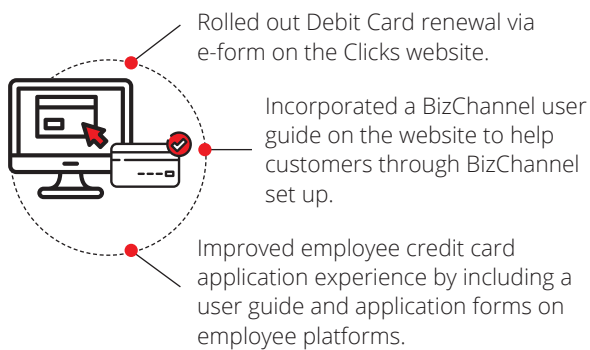 Rolled out Debit Card renewal via
e-form on the Clicks website.
Incorporated a BizChannel user
guide on the website to help
customers through BizChannel
set up.
Improved employee credit card
application experience by including a
user guide and application forms on
employee platforms.